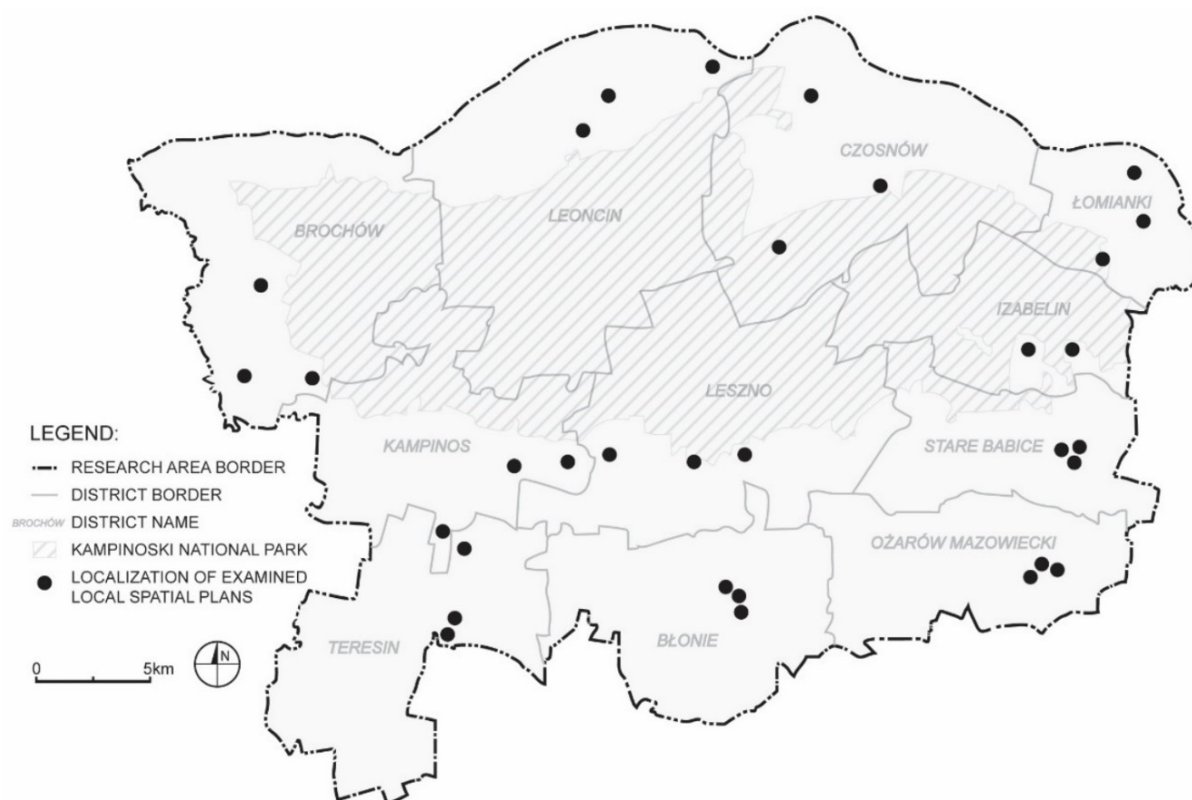 CZOSNÓW
ŁOMIANKI
LEONCIN
BROCHÓW
IZABELIN
LESZNO
KAMPINOS
STARE BABICE
OŻARÓW MAZOWIECKI
BŁONIE
TERESIN
LEGEND:
RESEARCH AREA BORDER
DISTRICT BORDER
BROCHÓW DISTRICT NAME
KAMPINOSKI NATIONAL PARK
LOCALIZATION OF EXAMINED
LOCAL SPATIAL PLANS
N
0 5km